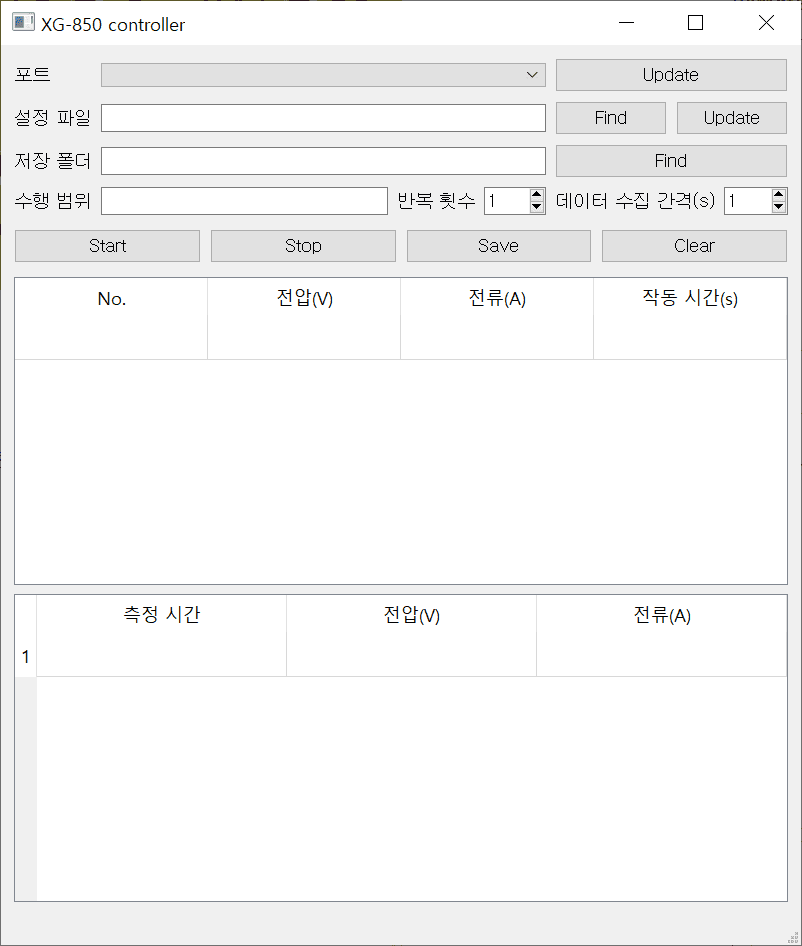 XG-850 controller
포트 Update
설정 파일 Find Update
저장 폴더 Find
수행 범위 반복 횟수 1 데이터 수집 간격(s) 1
Start Stop Save Clear
No. 전압(V) 전류(A) 작동 시간(s)
측정 시간 전압(V) 전류(A)
1